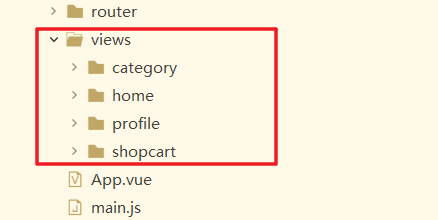 router
views
category
home
profile
shopcart
App.vue
main.js